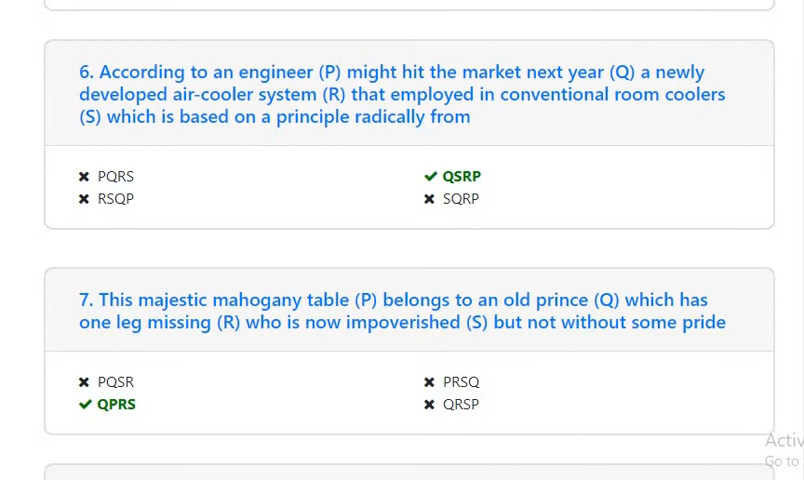 6. According to an engineer (P) might hit the market next year (Q) a newly
developed air-cooler system (R) that employed in conventional room coolers
(S) which is based on a principle radically from
✖ PQRS
✔ QSRP
✖ RSQP
✖ SQRP
7. This majestic mahogany table (P) belongs to an old prince (Q) which has
one leg missing (R) who is now impoverished (S) but not without some pride
✖ PQSR
✖ PRSQ
✔ QPRS
✖ QRSP
Activ
Go to